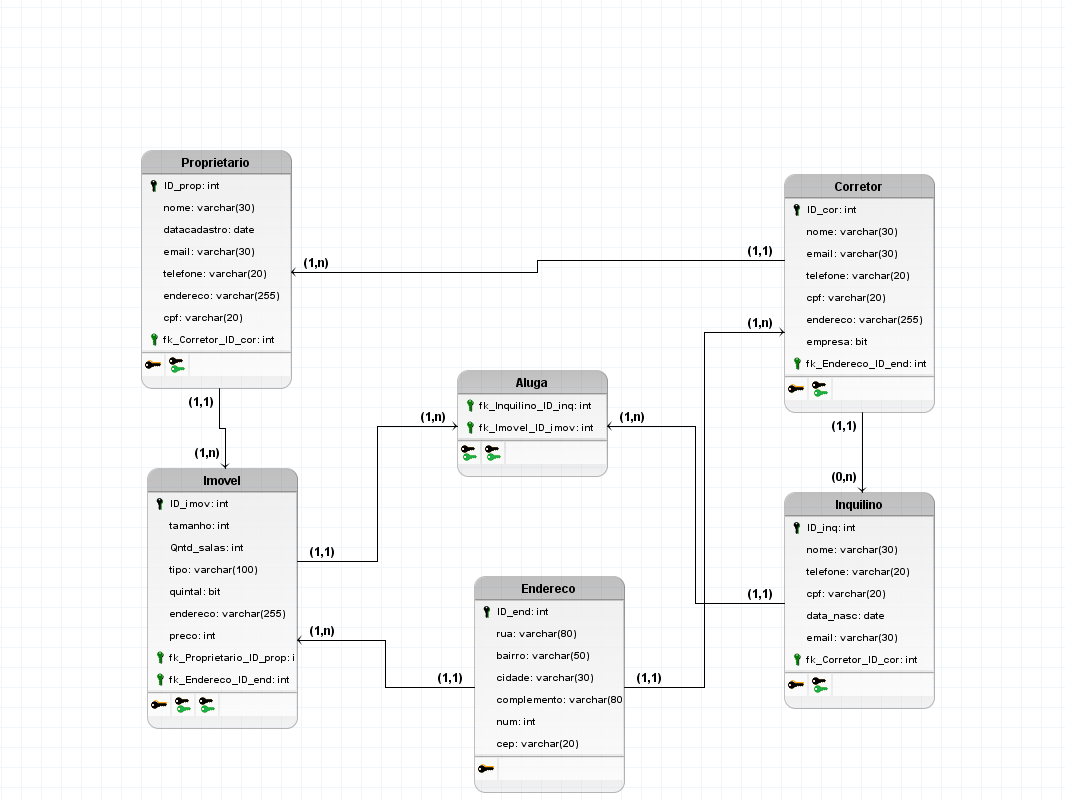 Proprietario
ID_prop: int
nome: varchar(30)
datacadastro: date
email: varchar(30)
telefone: varchar(20)
endereco: varchar(255)
cpf: varchar(20)
fk_Corretor_ID_cor: int
(1,n)
(1,1)
Corretor
ID_cor: int
nome: varchar(30)
email: varchar(30)
telefone: varchar(20)
cpf: varchar(20)
endereco: varchar(255)
empresa: bit
fk_Endereco_ID_end: int
(1,n)
Aluga
fk_Inquilino_ID_inq: int
fk_Imovel_ID_imov: int
(1,n)
(1,n)
(1,1)
(1,n)
(1,1)
(0,n)
Imovel
ID_imov: int
tamanho: int
Qntd_salas: int
tipo: varchar(100)
quintal: bit
endereco: varchar(255)
preco: int
fk_Proprietario_ID_prop: i
fk_Endereco_ID_end: int
(1,1)
(1,n)
Endereco
ID_end: int
rua: varchar(80)
bairro: varchar(50)
cidade: varchar(30)
complemento: varchar(80
num: int
cep: varchar(20)
(1,1)
(1,1)
(1,1)
Inquilino
ID_inq: int
nome: varchar(30)
telefone: varchar(20)
cpf: varchar(20)
data_nasc: date
email: varchar(30)
fk_Corretor_ID_cor: int